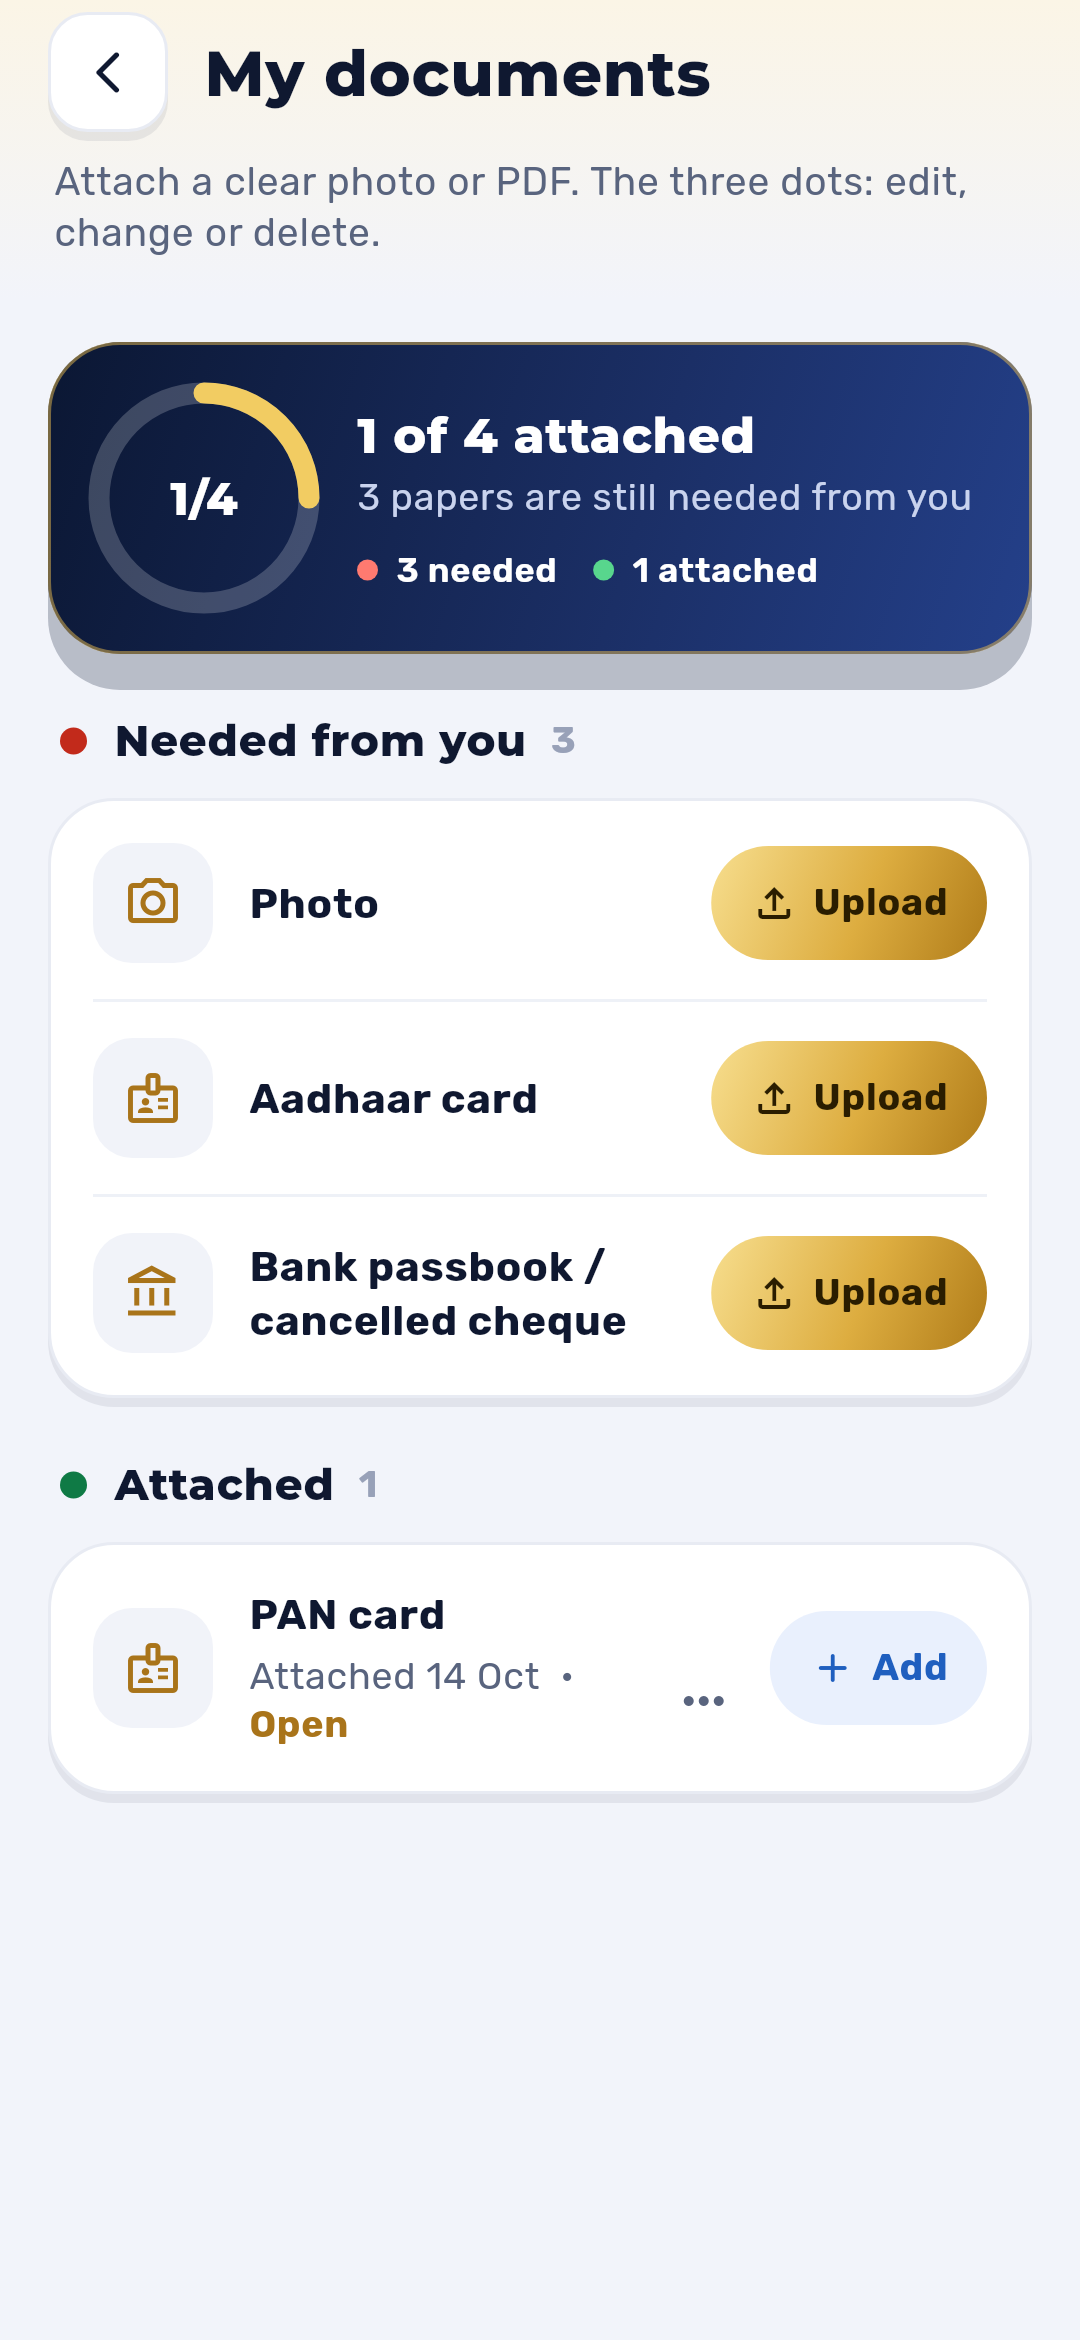 My documents
Attach a clear photo or PDF. The three dots: edit,
change or delete.
1/4
1 of 4 attached
3 papers are still needed from you
3 needed 1 attached
Needed from you 3
Photo
Upload
Aadhaar card
Upload
Bank passbook /
cancelled cheque
Upload
Attached 1
PAN card
Attached 14 Oct •
Open
Add